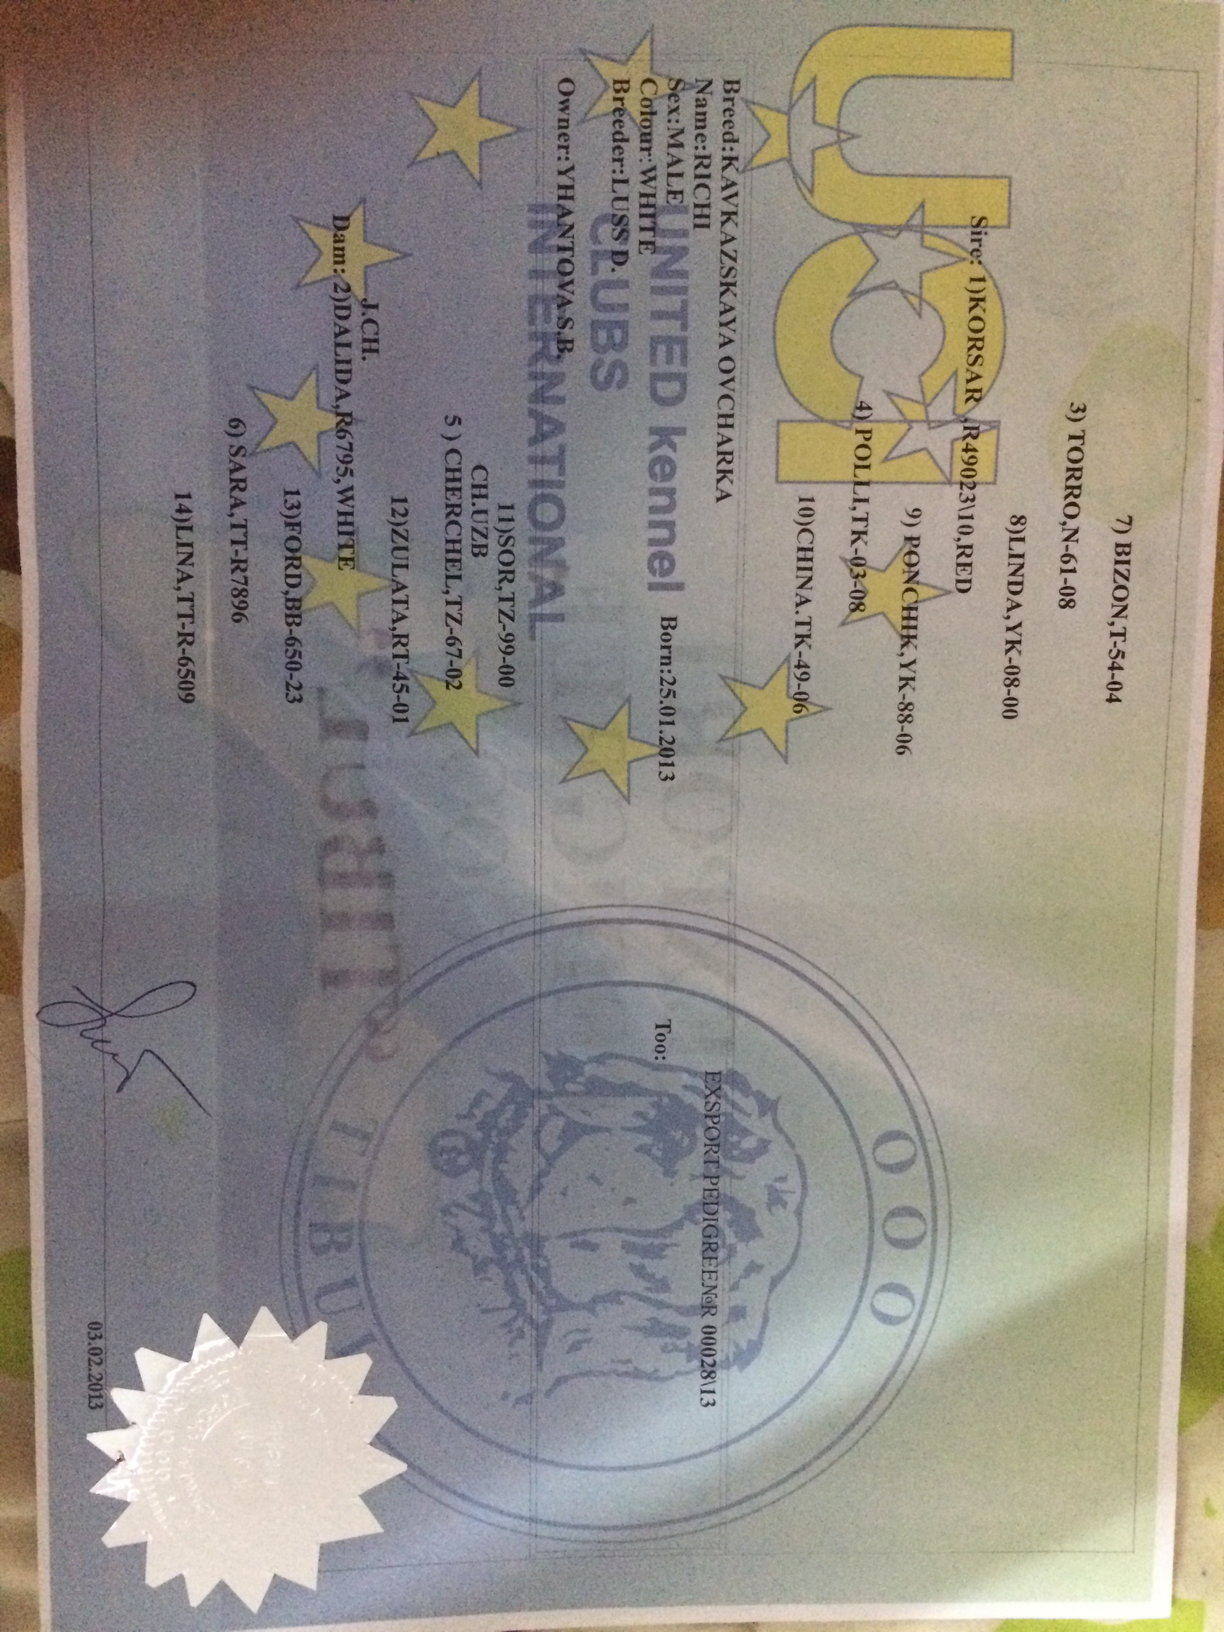 UCI
7) BIZON,T-54-04
3) TORRO,N-61-08
8)LINDA,YK-08-00
Sire: 1)KORSAR ,R49023\10,RED
9) PONCHIK,YK-88-06
4) POLLI,TK-03-08
10)CHINA.TK-49-06
Breed:KAVKAZSKAYA OVCHARKA
EXSPORT PEDIGREE№R 00028\13
Name:RICHI
Sex:MALE
Born:25.01.2013
Too:
Colour:WHITE
Breeder:LUSS D.
Owner:YHANTOVA.S.B.
UNITED kennel
CLUBS
INTERNATIONAL
11)SOR,TZ-99-00
CH.UZB
5 ) CHERCHEL,TZ-67-02
12)ZULATA,RT-45-01
J.CH.
Dam: 2)DALIDA,R6795,WHITE
13)FORD,BB-650-23
6) SARA,TT-R7896
14)LINA,TT-R-6509
03.02.2013
OOO